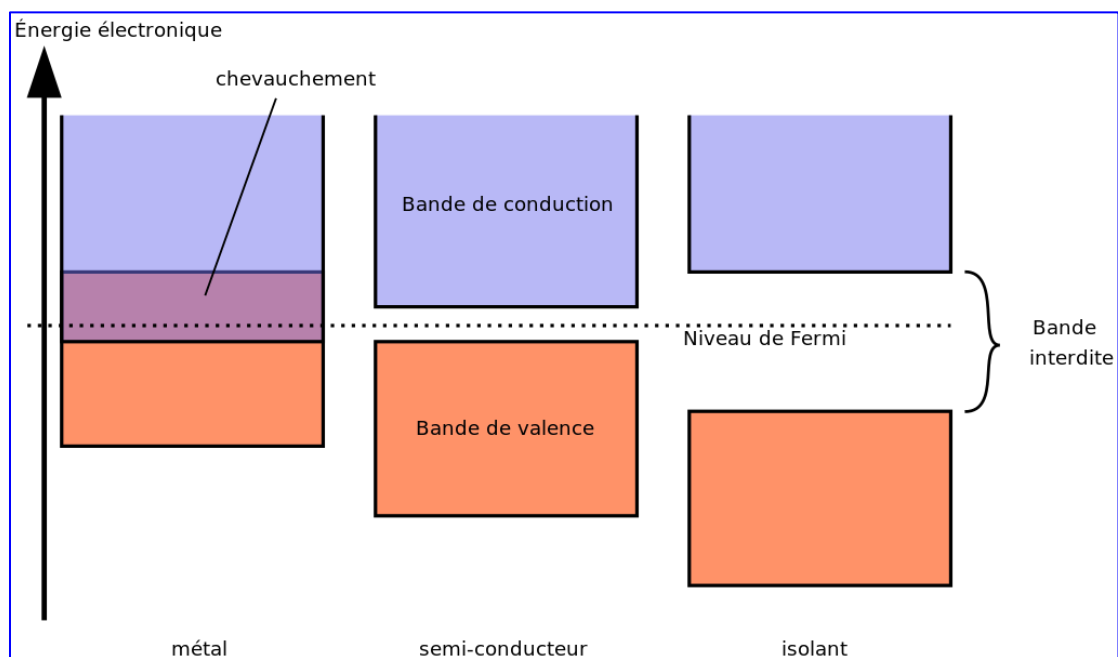 Énergie électronique
chevauchement
Bande de conduction
Niveau de Fermi
Bande
interdite
Bande de valence
métal
semi-conducteur
isolant